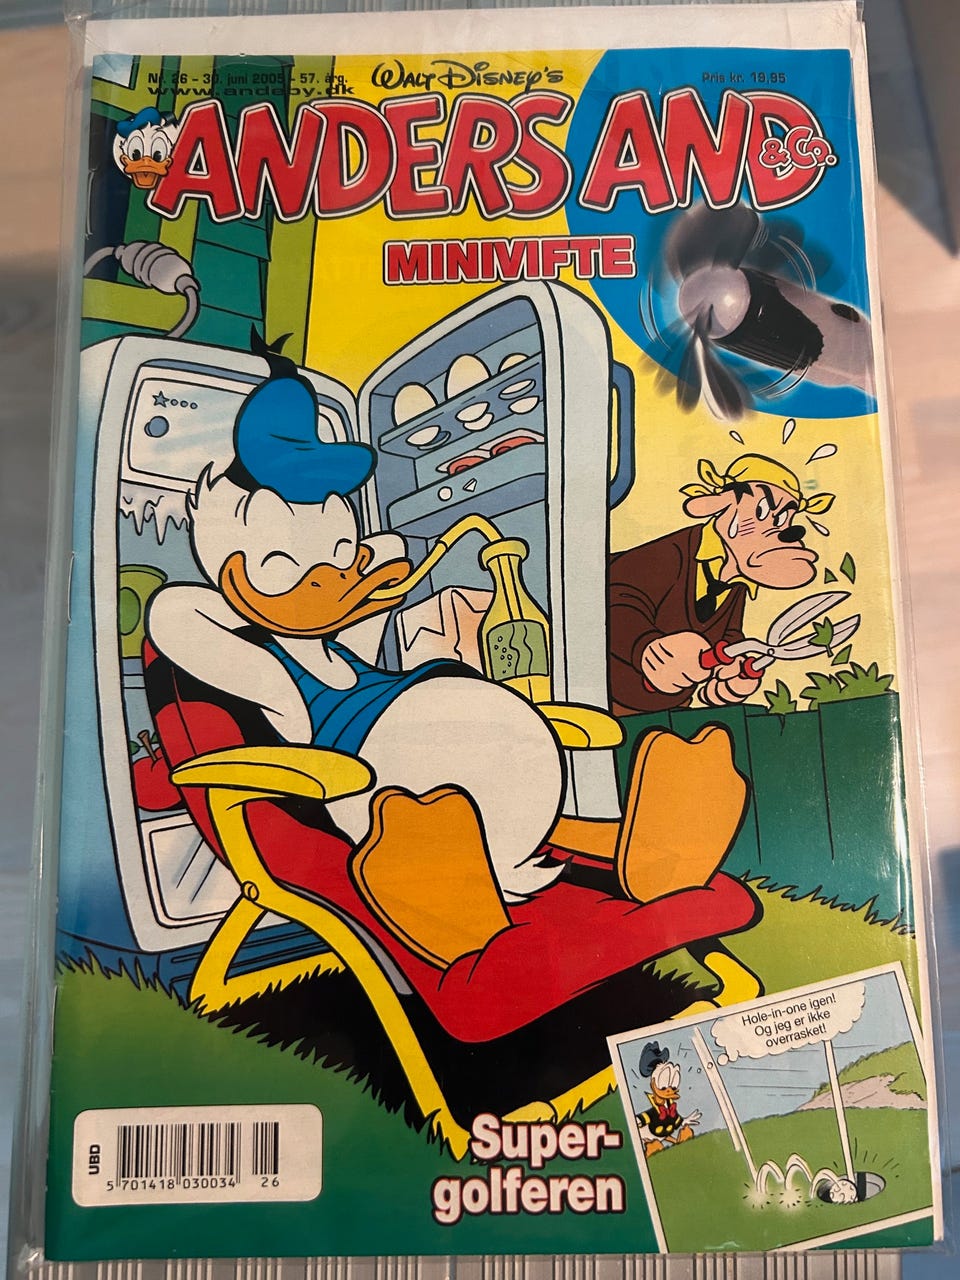 Nr. 26 - 30. juni 2005 - 57. årg.
www.andeby.dk
WALT DISNEY'S
Pris kr. 19,95
ANDERS AND
& Co.
MINIVIFTE
Hole-in-one igen!
Og jeg er ikke
overrasket!
Super-
golferen
UBD
5 701418 030034 26